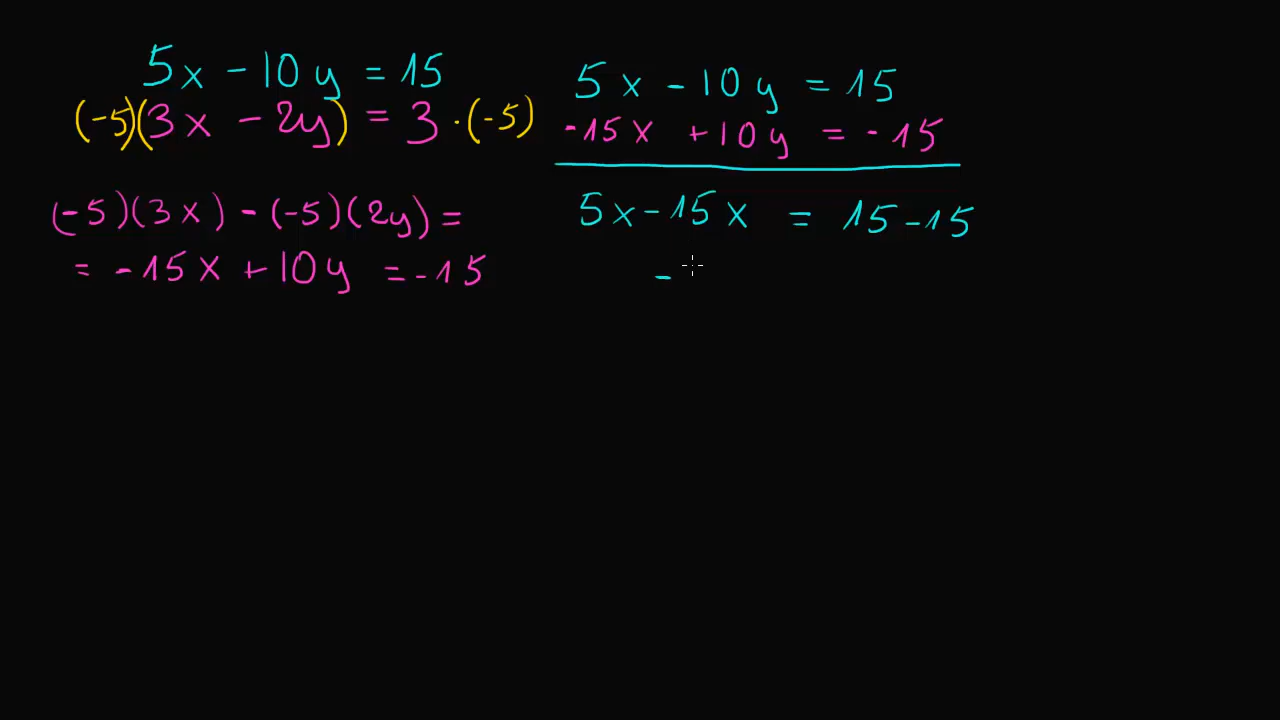 5x - 10y = 15
(-5)(3x - 2y) = 3 · (-5)
(-5)(3x) - (-5)(2y) =
= -15x + 10y = -15
5x - 10y = 15
-15x + 10y = -15
5x - 15x = 15 - 15
-